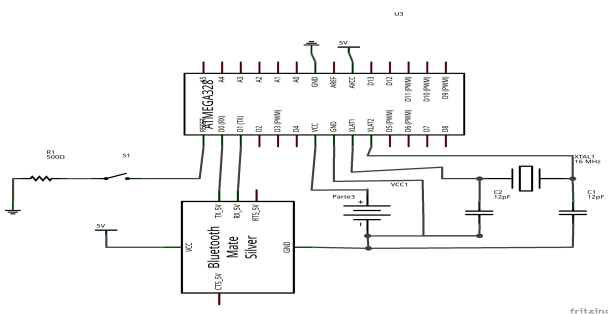 U3
5V
A5
A4
A3
A2
A1
A0
GND
AREF
AVCC
D13
D12
D11 (PWM)
D10 (PWM)
D9 (PWM)
ATMEGA328
RESET
D0 (RX)
D1 (TX)
D2
D3 (PWM)
D4
VCC
GND
XLAT1
XLAT2
D5 (PWM)
D6 (PWM)
D7
D8
R1
500Ω
S1
XTAL1
16 MHz
VCC1
Parte3
C2
12pF
C1
12pF
TX_5V
RX_5V
RTS_5V
5V
VCC
Bluetooth
Mate
Silver
GND
CTS_5V
fritzing